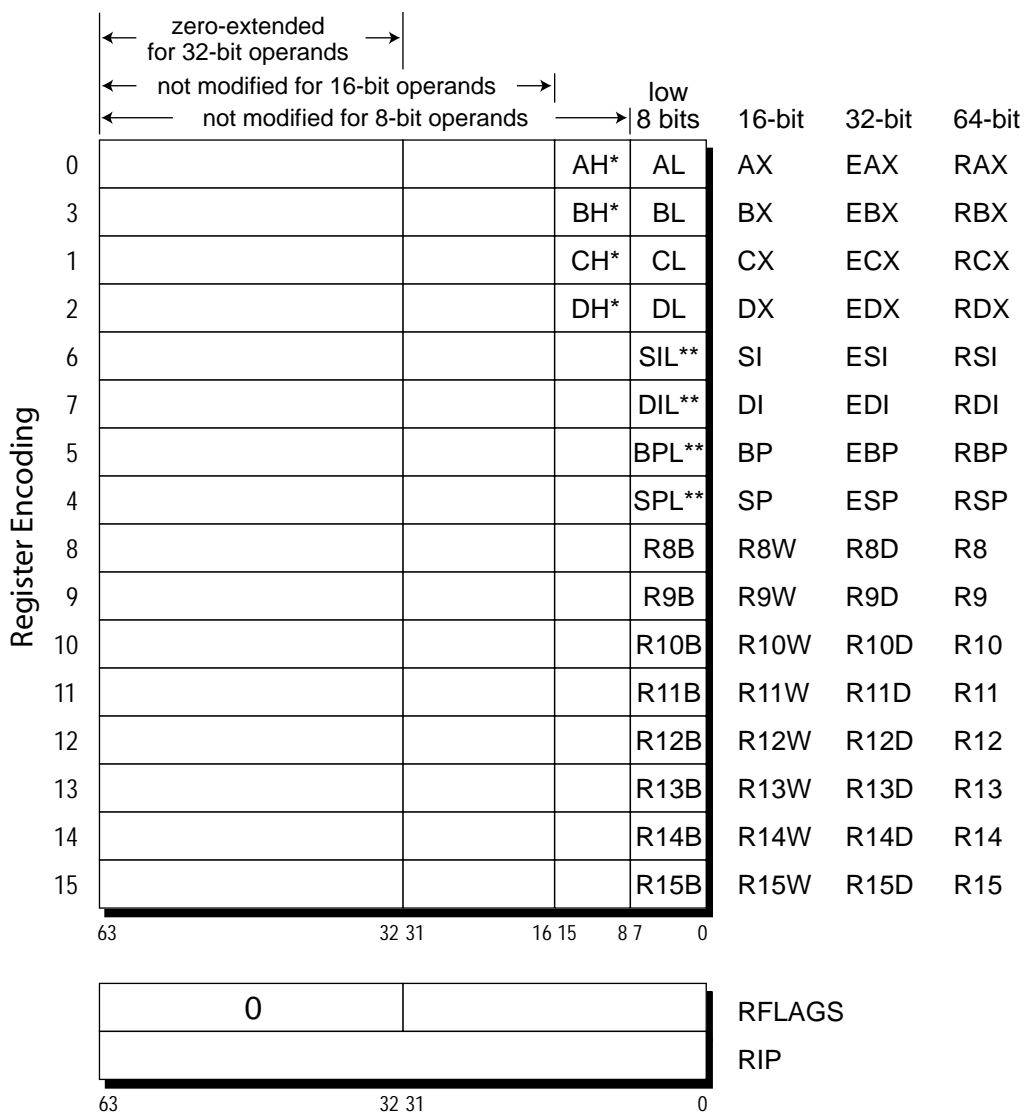 zero-extended
for 32-bit operands
not modified for 16-bit operands
low
not modified for 8-bit operands 8 bits 16-bit 32-bit 64-bit
0 AH* AL AX EAX RAX
3 BH* BL BX EBX RBX
1 CH* CL CX ECX RCX
2 DH* DL DX EDX RDX
6 SIL** SI ESI RSI
7 DIL** DI EDI RDI
5 BPL** BP EBP RBP
4 SPL** SP ESP RSP
8 R8B R8W R8D R8
9 R9B R9W R9D R9
10 R10B R10W R10D R10
11 R11B R11W R11D R11
12 R12B R12W R12D R12
13 R13B R13W R13D R13
14 R14B R14W R14D R14
15 R15B R15W R15D R15
Register Encoding
63 32 31 16 15 8 7 0
0 RFLAGS
RIP
63 32 31 0